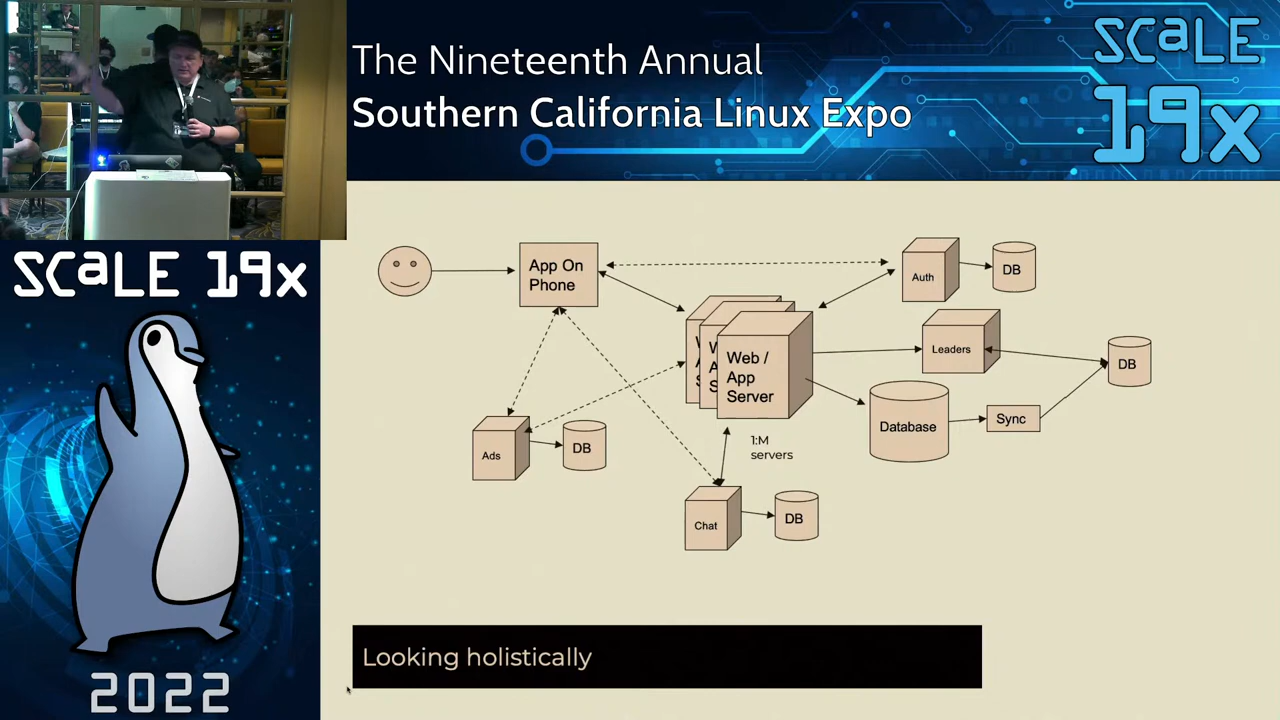 The Nineteenth Annual
Southern California Linux Expo
SCaLE
19x
SCaLE 19x
2022
App On
Phone
Auth
DB
Leaders
DB
W
A
S
W
A
S
Web /
App
Server
Database
Sync
1:M
servers
Ads
DB
Chat
DB
Looking holistically